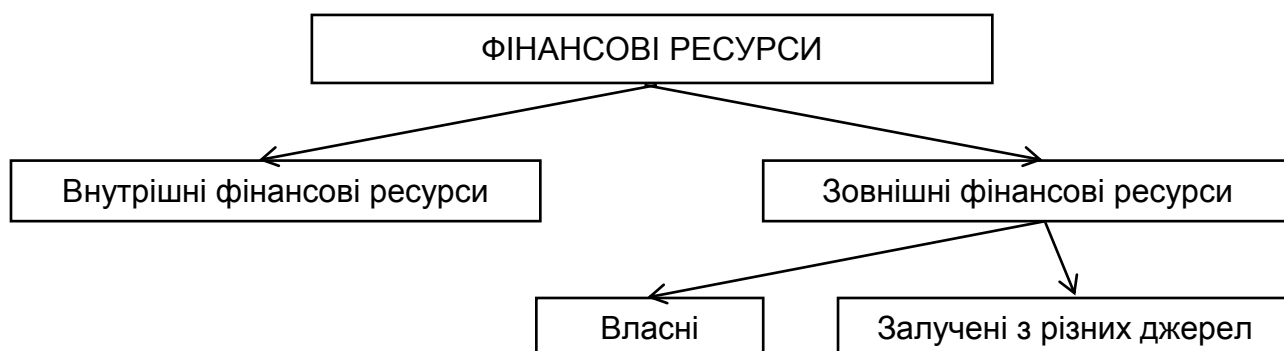 ФІНАНСОВІ РЕСУРСИ
Внутрішні фінансові ресурси
Зовнішні фінансові ресурси
Власні
Залучені з різних джерел